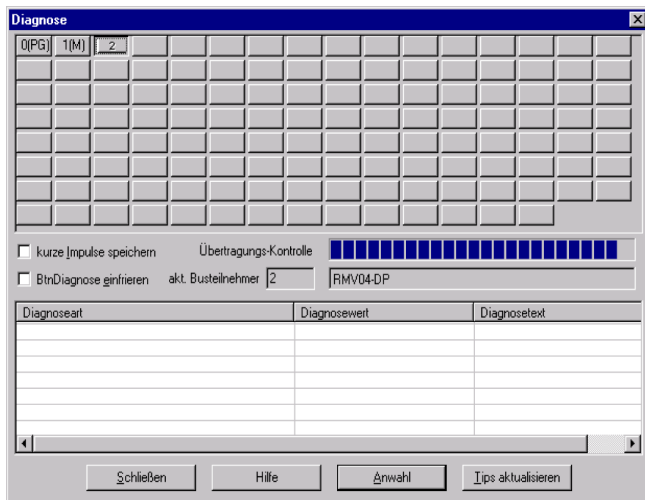 Diagnose
0(PG) 1(M) 2
kurze Impulse speichern Übertragungs-Kontrolle
BtnDiagnose einfrieren akt. Busteilnehmer 2 RMV04-DP
Diagnoseart Diagnosewert Diagnosetext
Schließen Hilfe Anwahl Tips aktualisieren